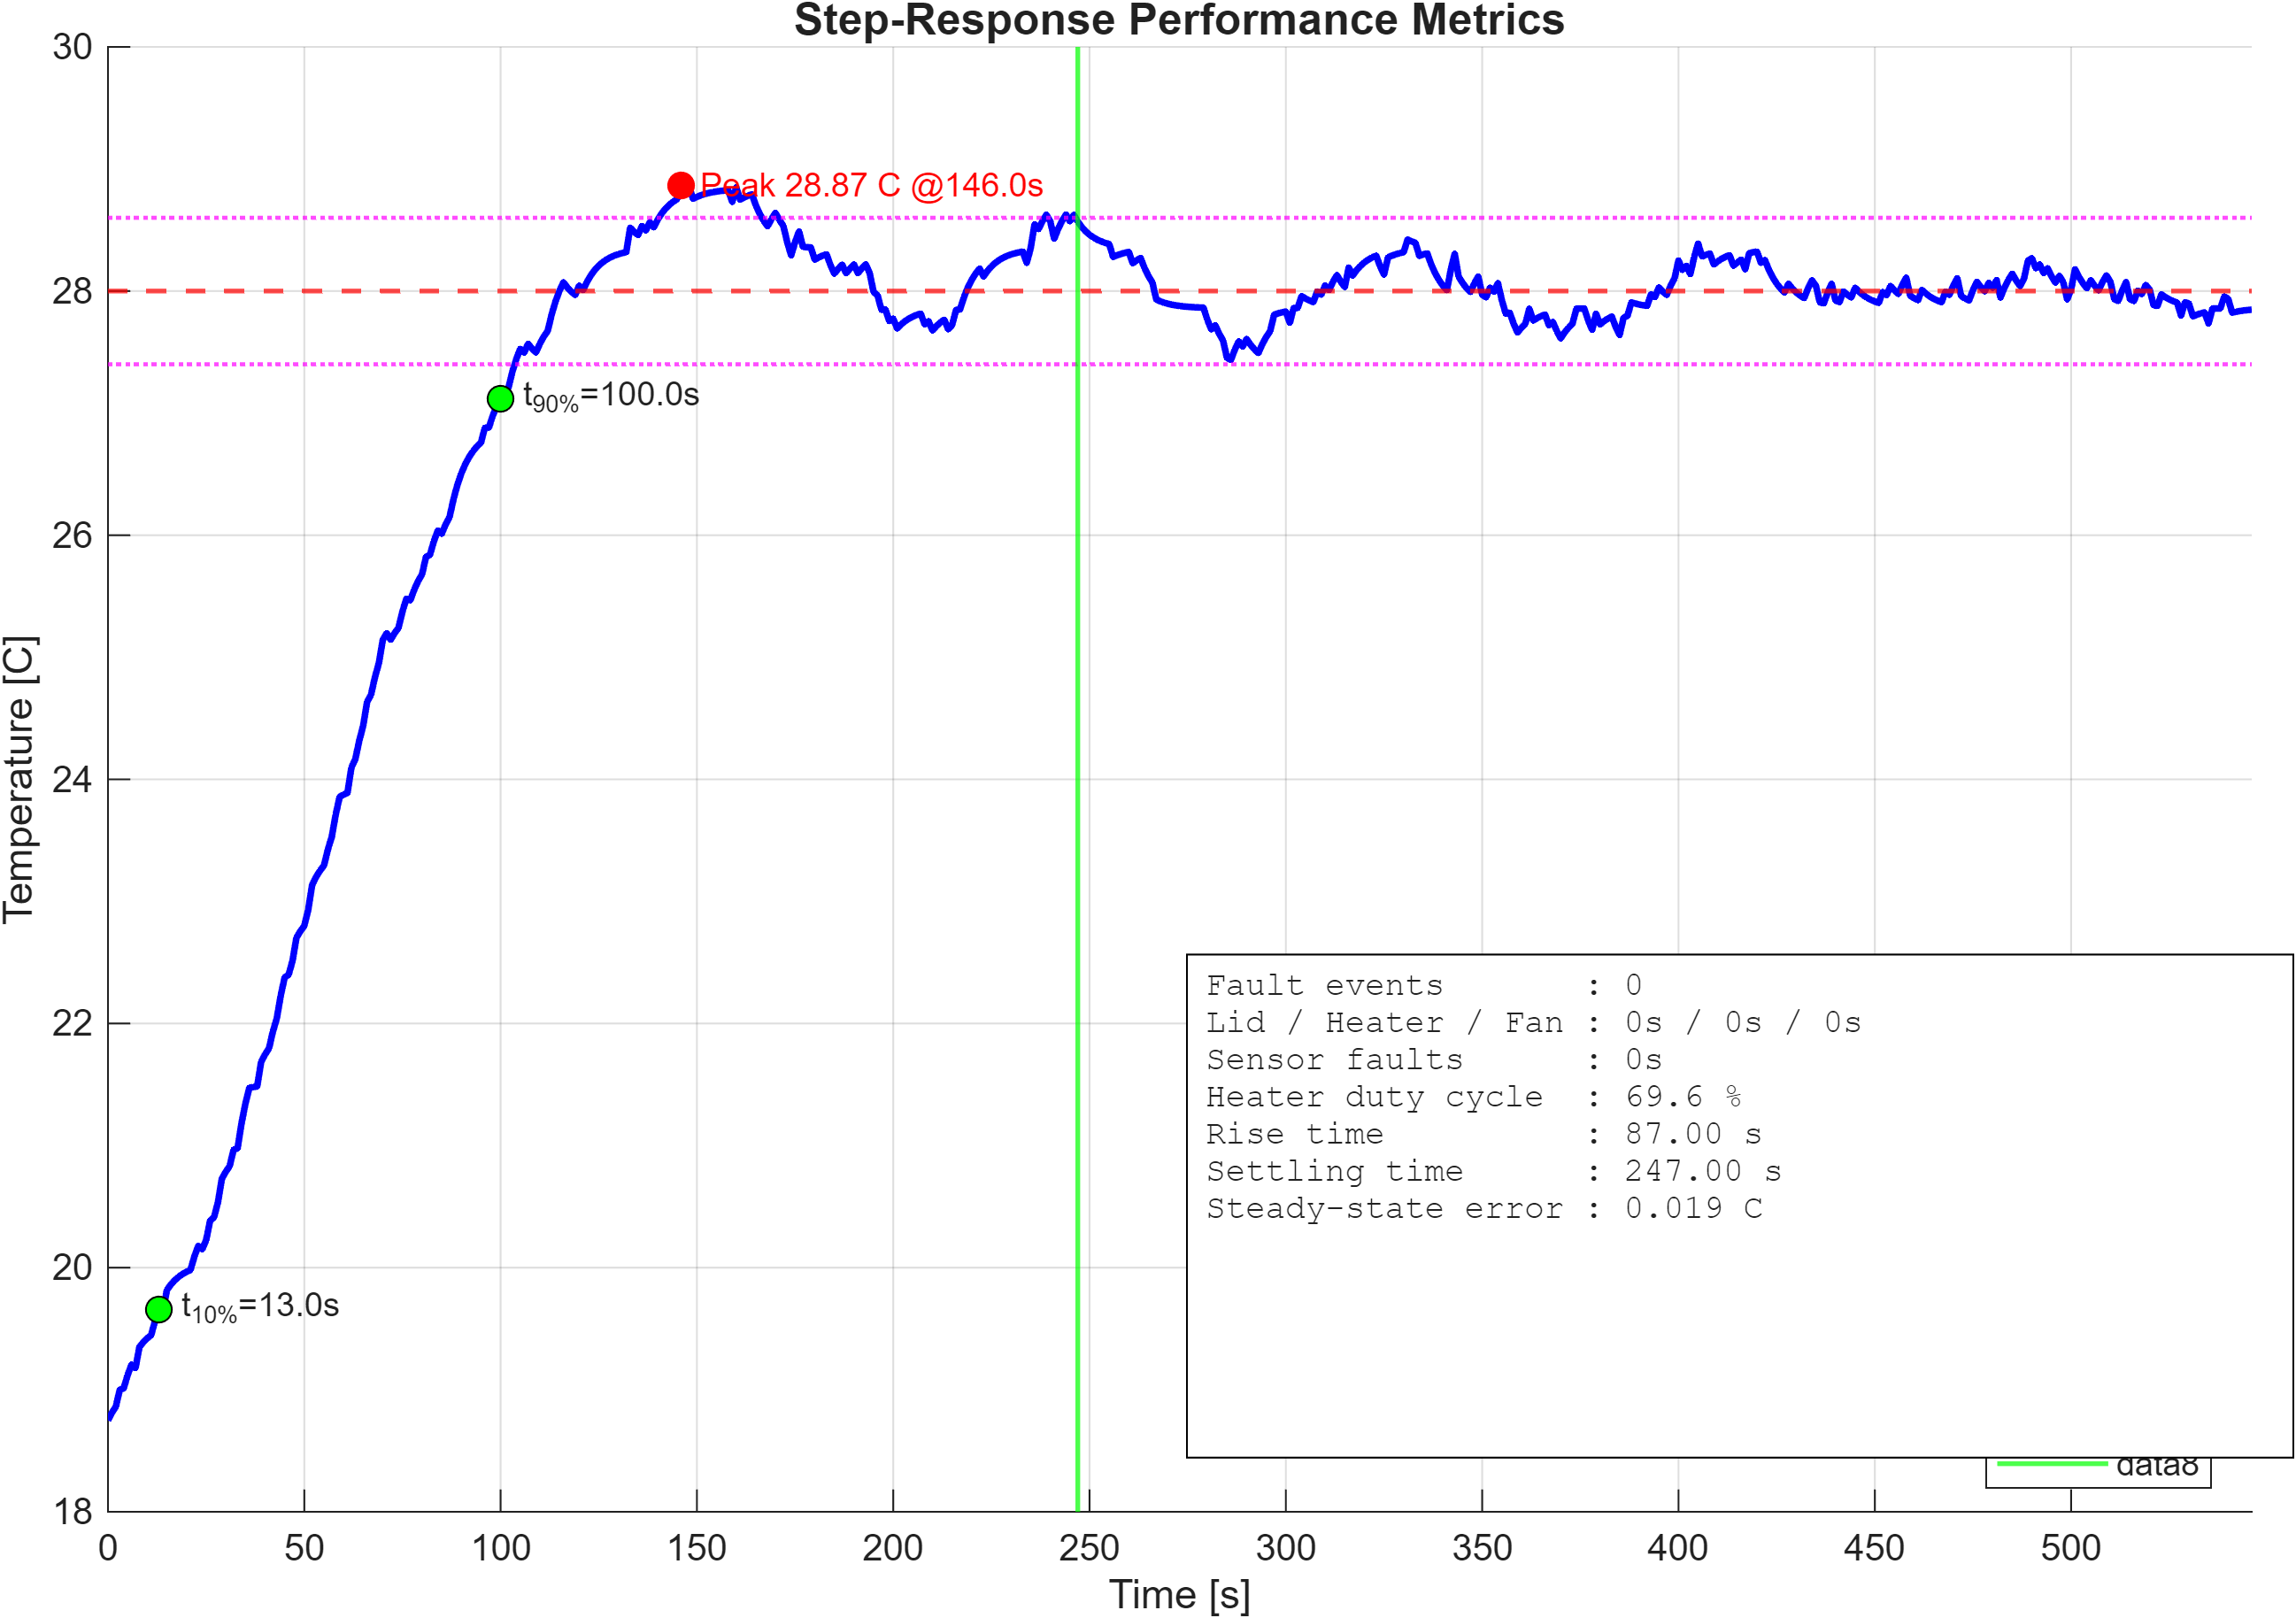 Step-Response Performance Metrics
30
28
26
24
22
20
18
Temperature [C]
Peak 28.87 C @146.0s
t90%=100.0s
t10%=13.0s
Fault events : 0
Lid / Heater / Fan : 0s / 0s / 0s
Sensor faults : 0s
Heater duty cycle : 69.6 %
Rise time : 87.00 s
Settling time : 247.00 s
Steady-state error : 0.019 C
data8
0 50 100 150 200 250 300 350 400 450 500
Time [s]